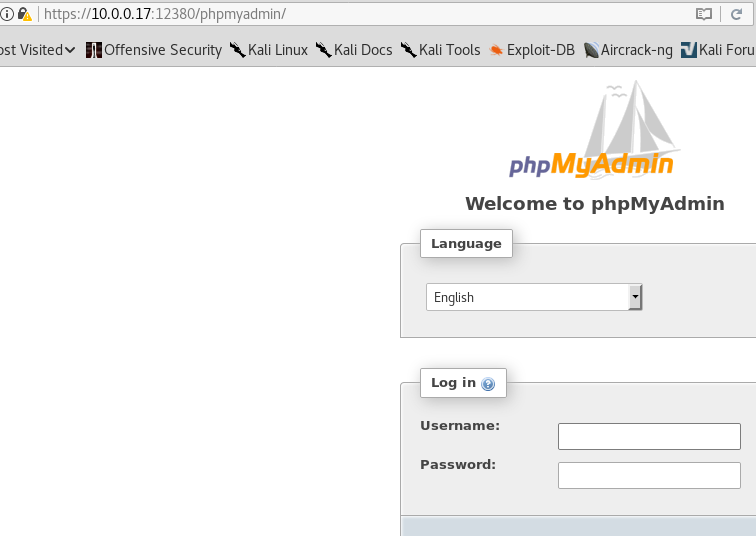 https://10.0.0.17:12380/phpmyadmin/
ost Visited Offensive Security Kali Linux Kali Docs Kali Tools Exploit-DB Aircrack-ng Kali Foru
phpMyAdmin
Welcome to phpMyAdmin
Language
English
Log in
Username:
Password: